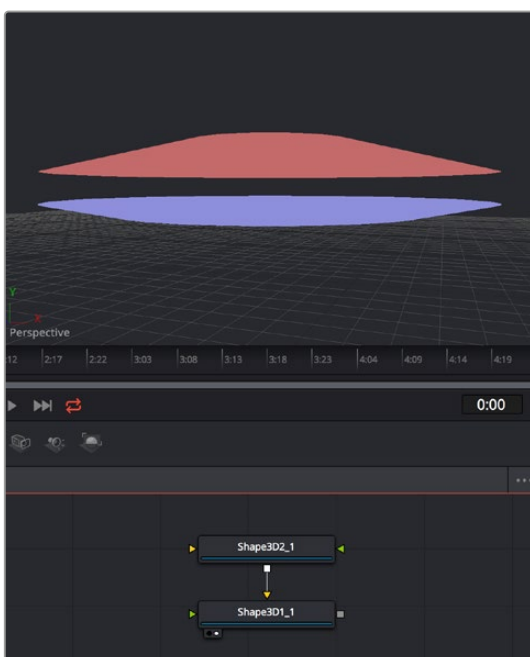 Y
X
Perspective
:12 2:17 2:22 3:03 3:08 3:13 3:18 3:23 4:04 4:09 4:14 4:19
0:00
Shape3D2_1
Shape3D1_1